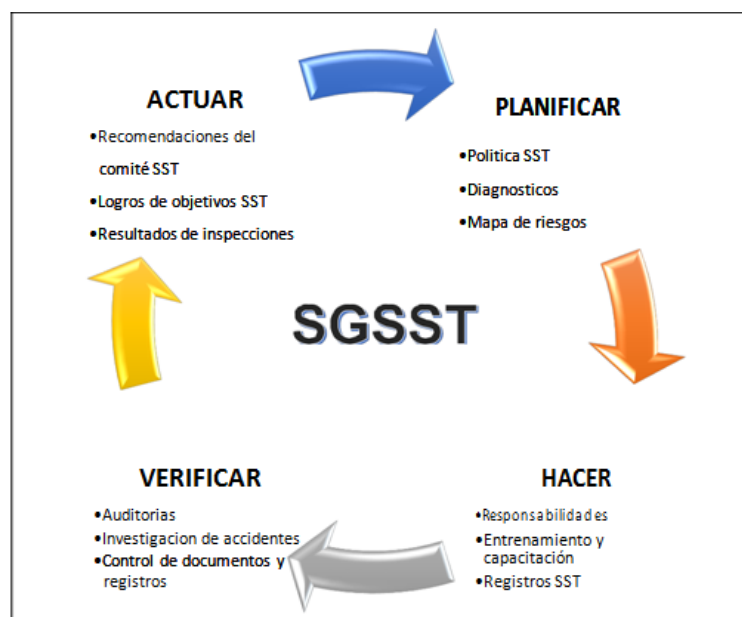 ACTUAR
•Recomendaciones del
comité SST
•Logros de objetivos SST
•Resultados de inspecciones
PLANIFICAR
•Politica SST
•Diagnosticos
•Mapa de riesgos
SGSST
VERIFICAR
•Auditorias
•Investigacion de accidentes
•Control de documentos y
registros
HACER
•Responsabilidades
•Entrenamiento y
capacitación
•Registros SST